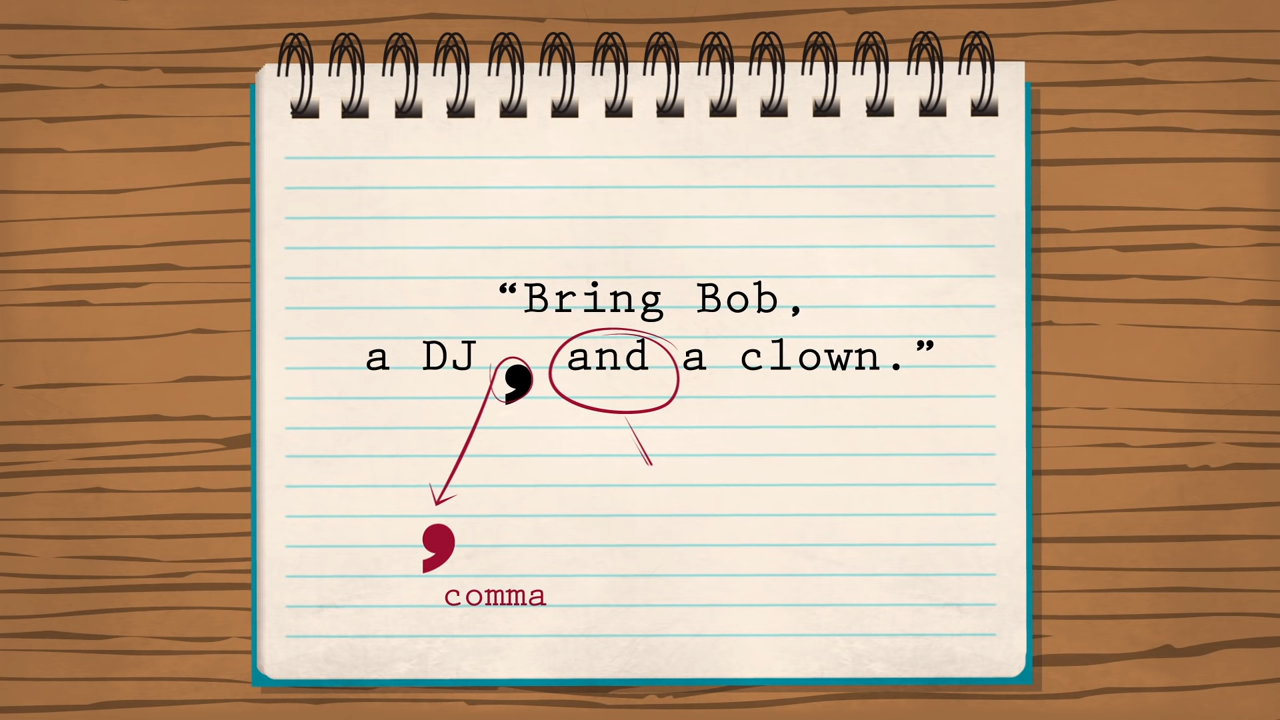 “Bring Bob,
a DJ, and a clown.”
,
comma